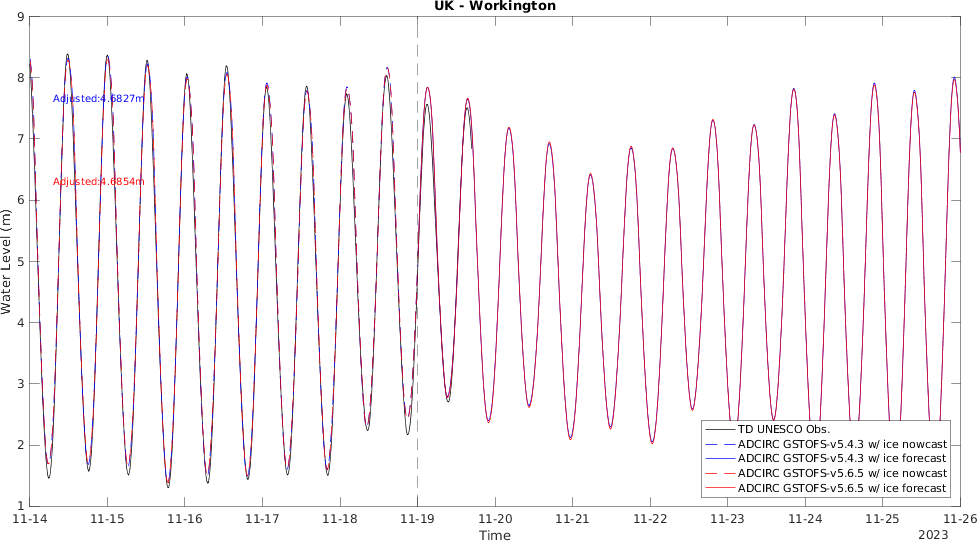 UK - Workington
9
8
7
6
5
4
3
2
1
Water Level (m)
Adjusted:4.6827m
Adjusted:4.6854m
TD UNESCO Obs.
ADCIRC GSTOFS-v5.4.3 w/ ice nowcast
ADCIRC GSTOFS-v5.4.3 w/ ice forecast
ADCIRC GSTOFS-v5.6.5 w/ ice nowcast
ADCIRC GSTOFS-v5.6.5 w/ ice forecast
11-14 11-15 11-16 11-17 11-18 11-19 11-20 11-21 11-22 11-23 11-24 11-25 11-26
Time
2023